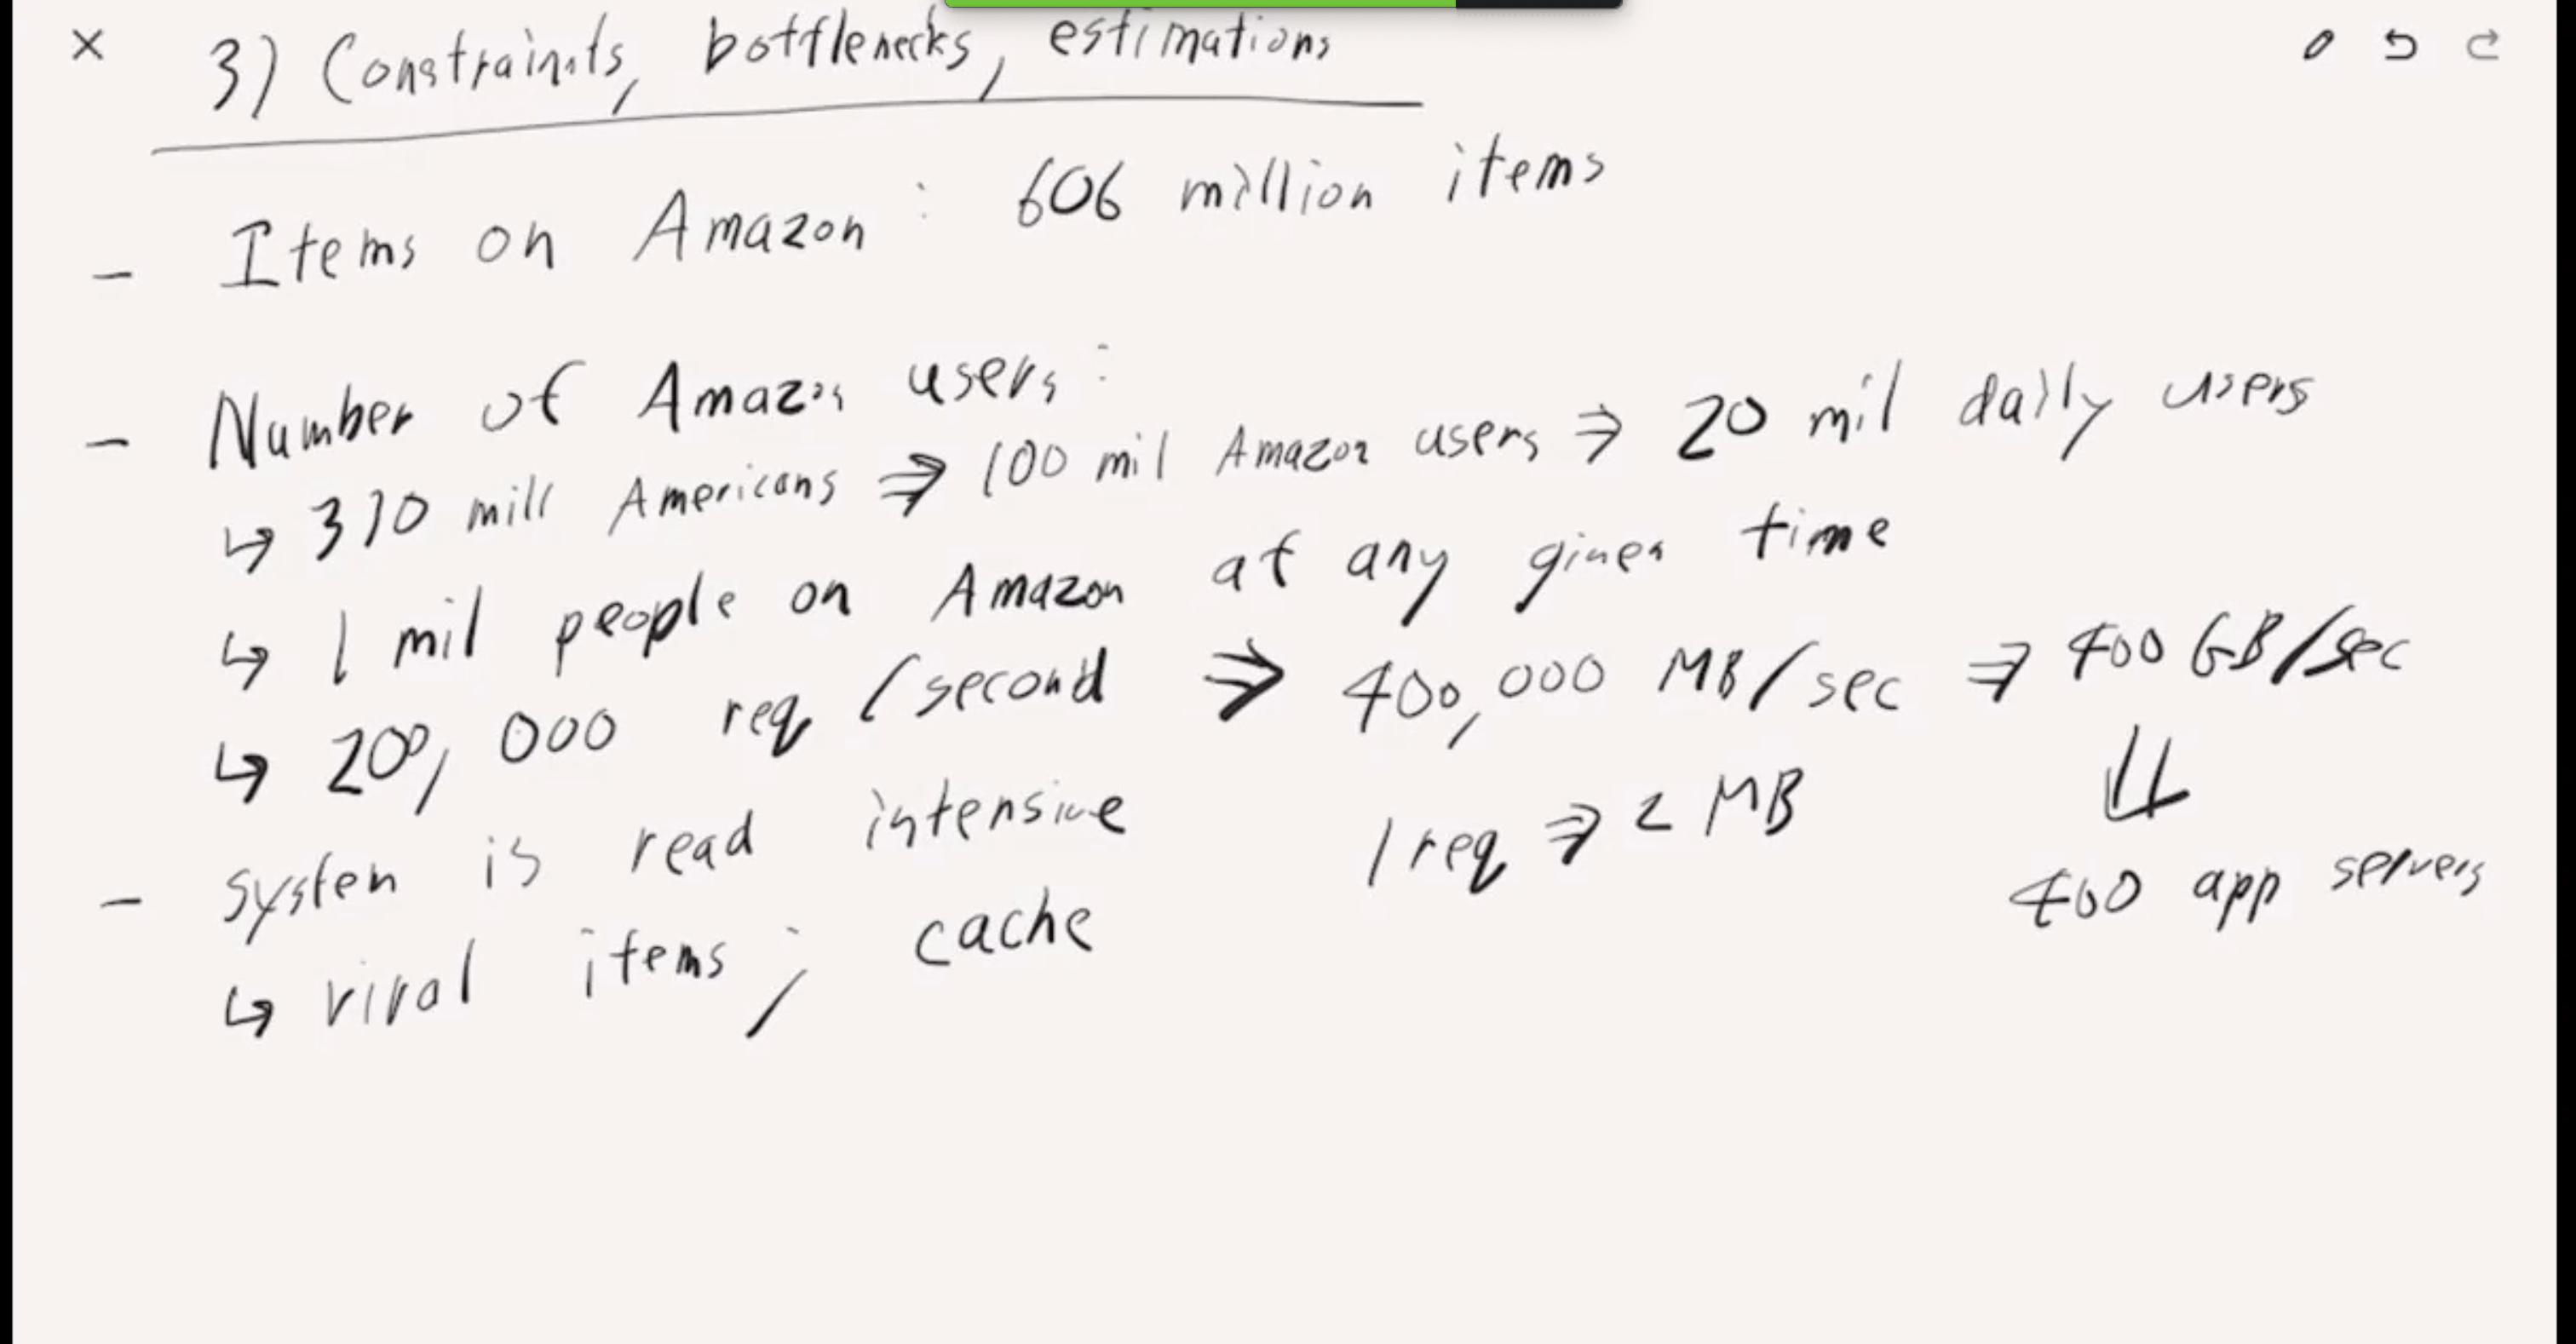 3) Constraints, bottlenecks, estimations
- Items on Amazon : 606 million items
- Number of Amazon users :
↳ 310 mill Americans ⇒ 100 mil Amazon users ⇒ 20 mil daily users
↳ 1 mil people on Amazon at any given time
↳ 200,000 req/second ⇒ 400,000 MB/sec ⇒ 400 GB/sec
1 req ⇒ 2 MB
⇓
400 app servers
- system is read intensive
↳ viral items; cache